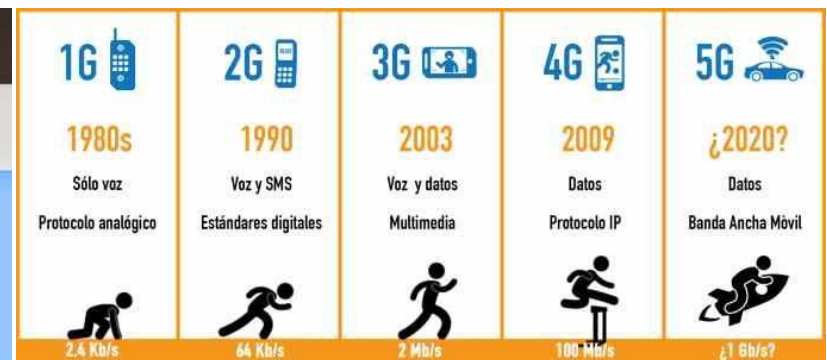 1G
1980s
Sólo voz
Protocolo analógico
2,4 Kb/s
2G
1990
Voz y SMS
Estándares digitales
64 Kb/s
3G
2003
Voz y datos
Multimedia
2 Mb/s
4G
2009
Datos
Protocolo IP
100 Mb/s
5G
¿2020?
Datos
Banda Ancha Mòvil
¿1 Gb/s?